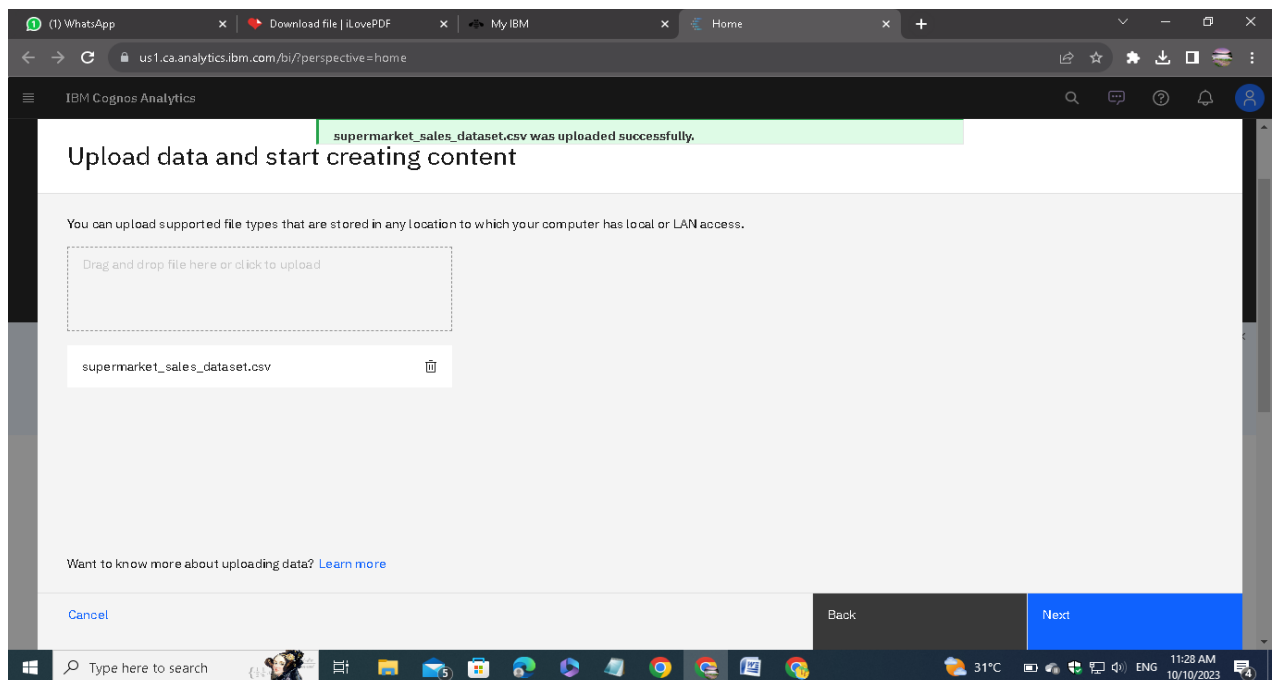 (1) WhatsApp
Download file | iLovePDF
My IBM
Home
us1.ca.analytics.ibm.com/bi/?perspective=home
IBM Cognos Analytics
supermarket_sales_dataset.csv was uploaded successfully.
Upload data and start creating content
You can upload supported file types that are stored in any location to which your computer has local or LAN access.
Drag and drop file here or click to upload
supermarket_sales_dataset.csv
Want to know more about uploading data? Learn more
Cancel
Back
Next
Type here to search
5
31°C
ENG
11:28 AM
10/10/2023
4